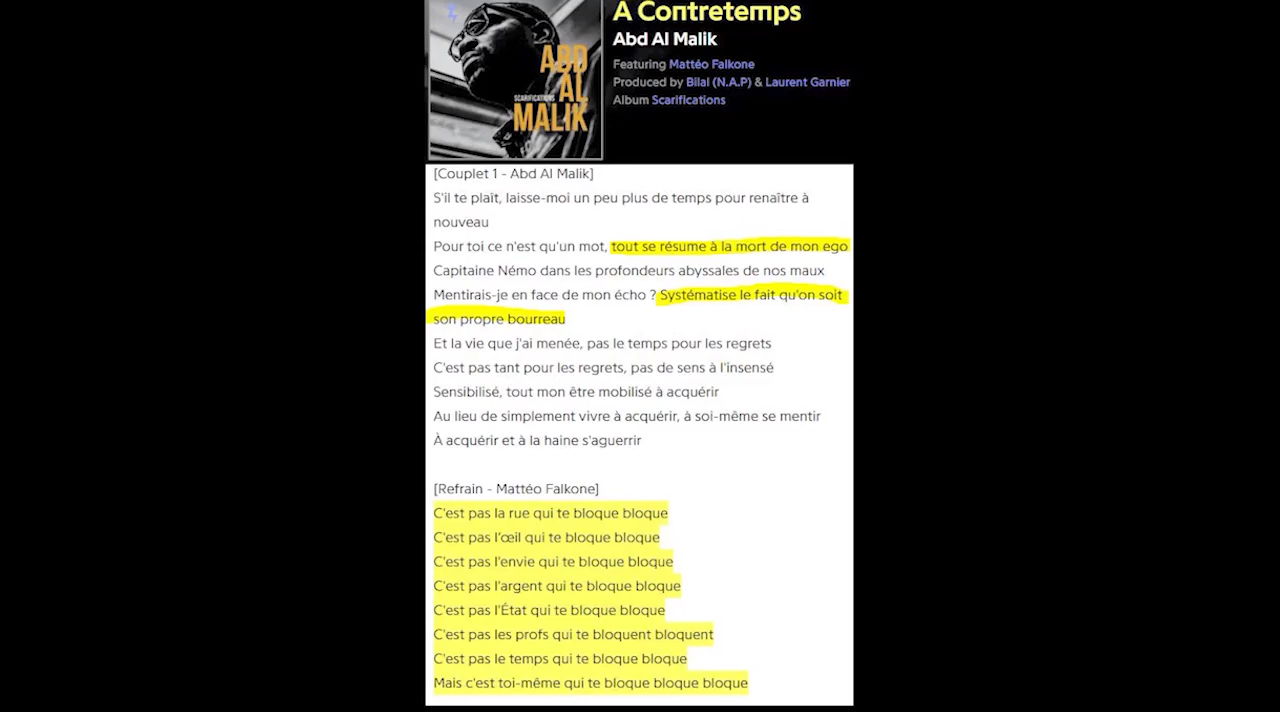 A Contretemps
Abd Al Malik
Featuring Mattéo Falkone
Produced by Bilal (N.A.P) & Laurent Garnier
Album Scarifications
ABD
AL
MALIK
SCARIFICATIONS
[Couplet 1 - Abd Al Malik]
S'il te plaît, laisse-moi un peu plus de temps pour renaître à
nouveau
Pour toi ce n'est qu'un mot, tout se résume à la mort de mon ego
Capitaine Némo dans les profondeurs abyssales de nos maux
Mentirais-je en face de mon écho ? Systématise le fait qu'on soit
son propre bourreau
Et la vie que j'ai menée, pas le temps pour les regrets
C'est pas tant pour les regrets, pas de sens à l'insensé
Sensibilisé, tout mon être mobilisé à acquérir
Au lieu de simplement vivre à acquérir, à soi-même se mentir
À acquérir et à la haine s'aguerrir
[Refrain - Mattéo Falkone]
C'est pas la rue qui te bloque bloque
C'est pas l'œil qui te bloque bloque
C'est pas l'envie qui te bloque bloque
C'est pas l'argent qui te bloque bloque
C'est pas l'État qui te bloque bloque
C'est pas les profs qui te bloquent bloquent
C'est pas le temps qui te bloque bloque
Mais c'est toi-même qui te bloque bloque bloque